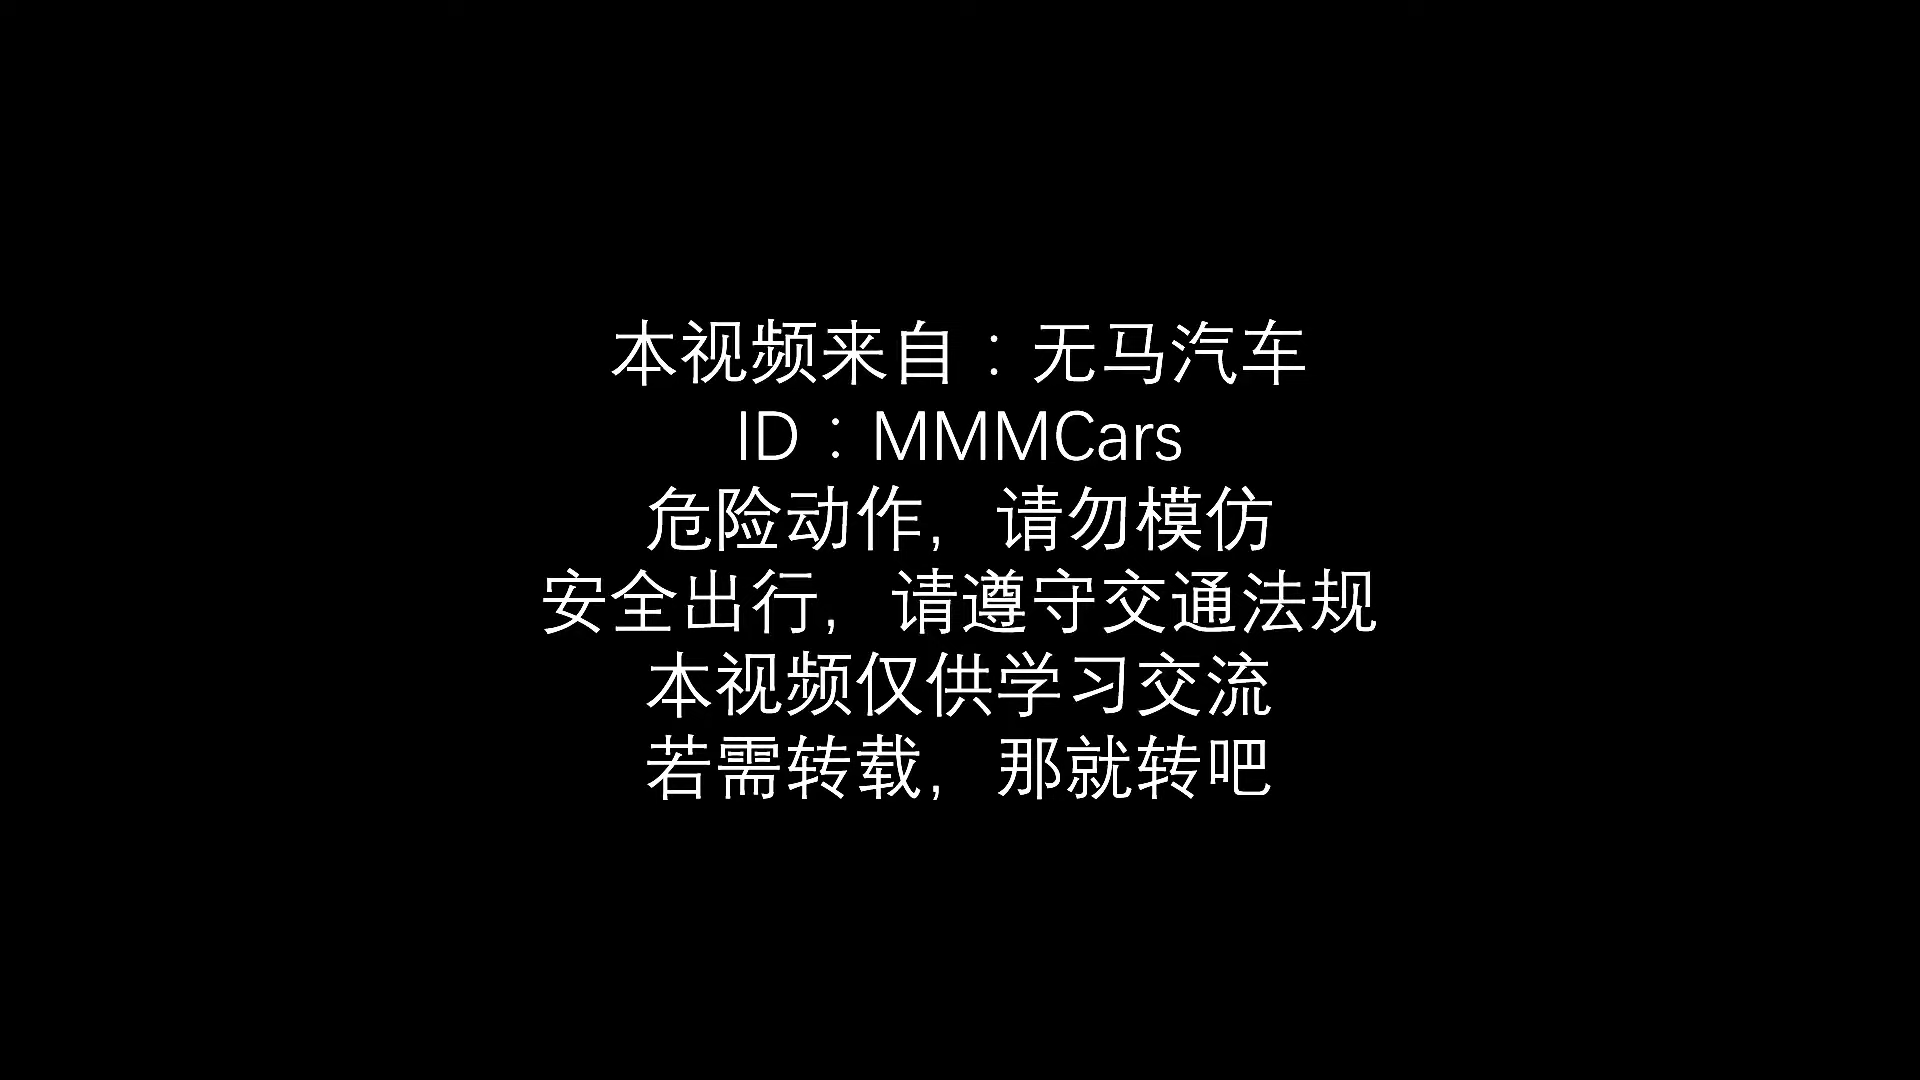 本视频来自：无马汽车
ID：MMMCars
危险动作，请勿模仿
安全出行，请遵守交通法规
本视频仅供学习交流
若需转载，那就转吧